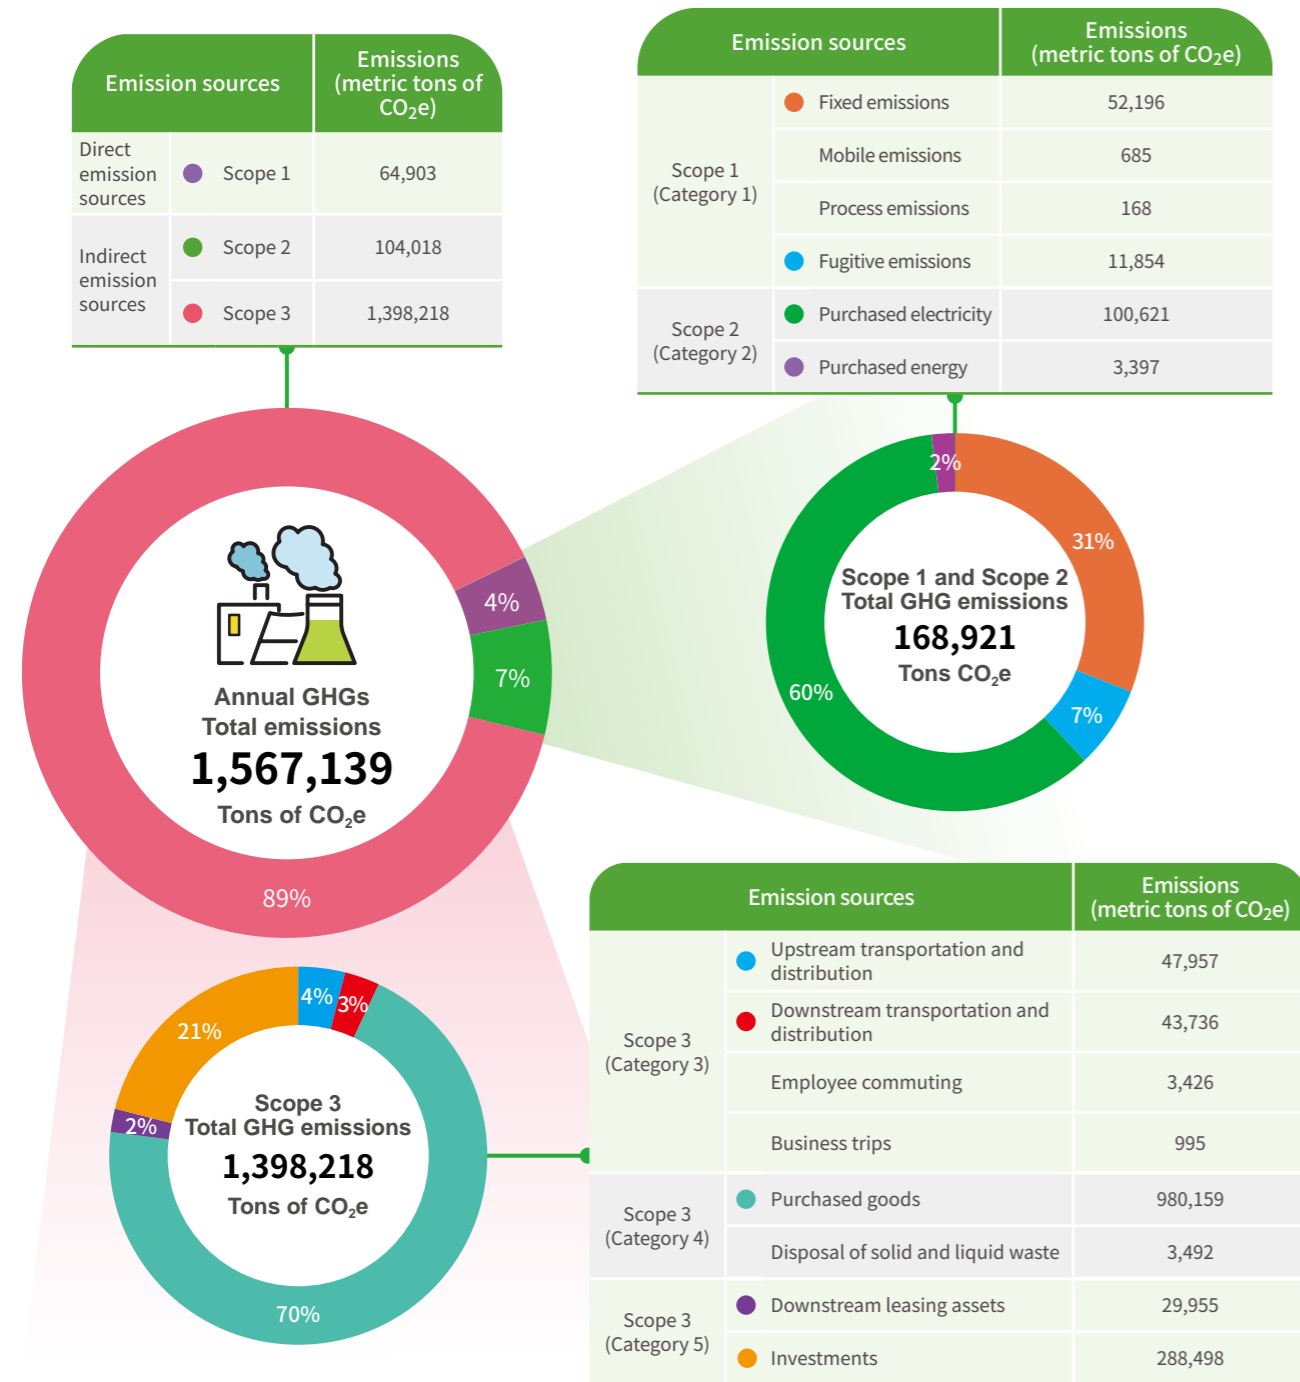 Emission sources
Emissions
(metric tons of
CO2e)
Direct
emission
sources
Scope 1
64,903
Indirect
emission
sources
Scope 2
104,018
Scope 3
1,398,218
Emission sources
Emissions
(metric tons of CO2e)
Scope 1
(Category 1)
Fixed emissions
52,196
Mobile emissions
685
Process emissions
168
Fugitive emissions
11,854
Scope 2
(Category 2)
Purchased electricity
100,621
Purchased energy
3,397
4%
7%
89%
Annual GHGs
Total emissions
1,567,139
Tons of CO2e
2%
31%
7%
60%
Scope 1 and Scope 2
Total GHG emissions
168,921
Tons CO2e
4%
3%
21%
2%
70%
Scope 3
Total GHG emissions
1,398,218
Tons of CO2e
Emission sources
Emissions
(metric tons of CO2e)
Scope 3
(Category 3)
Upstream transportation and
distribution
47,957
Downstream transportation and
distribution
43,736
Employee commuting
3,426
Business trips
995
Scope 3
(Category 4)
Purchased goods
980,159
Disposal of solid and liquid waste
3,492
Scope 3
(Category 5)
Downstream leasing assets
29,955
Investments
288,498